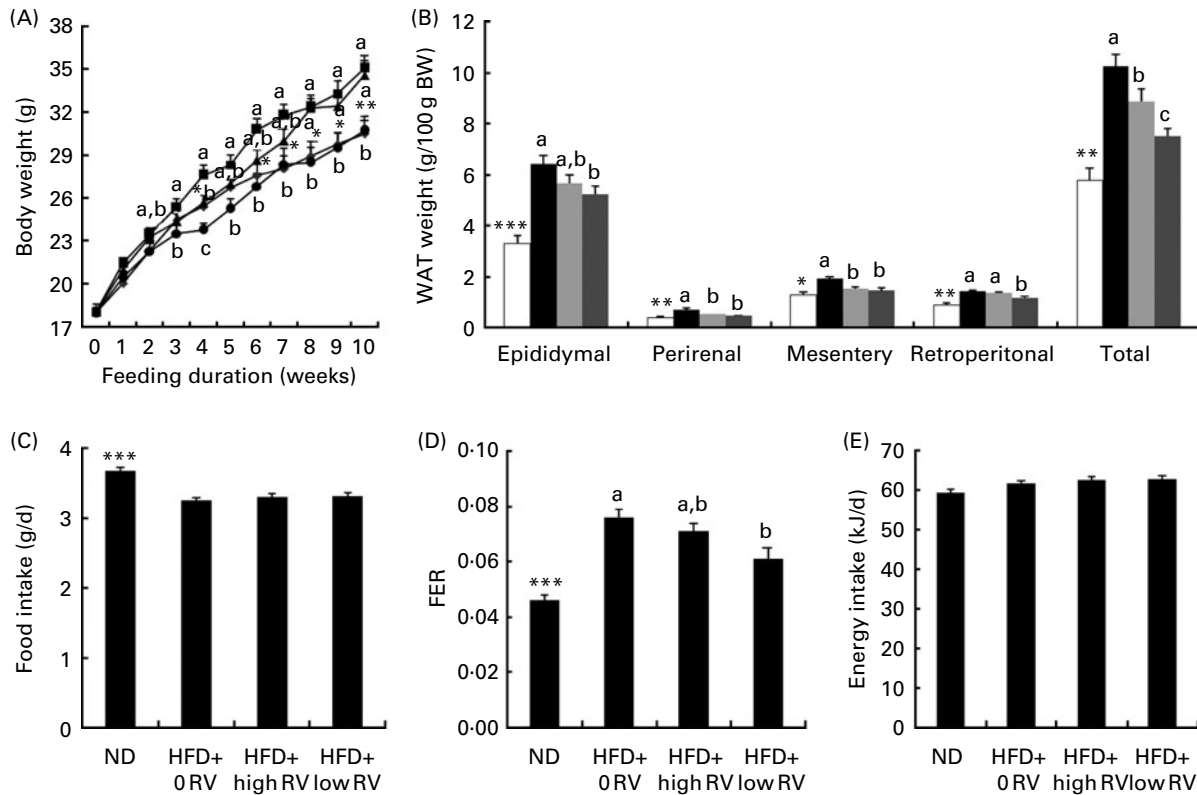 (A)
38
35
32
29
26
23
20
17
Body weight (g)
a
a
a
a
a
a
a
a
a
**
a,b
a,b
a
a
*
*
*
*
a,b
a,b
*
b
b
b
b
b
b
b
b
b
c
0 1 2 3 4 5 6 7 8 9 10
Feeding duration (weeks)
(B)
12
10
8
6
4
2
0
WAT weight (g/100 g BW)
*** a a,b b
** a b b
* a b b
** a b b
** a b c
Epididymal Perirenal Mesentery Retroperitonal Total
(C)
4
3
2
1
0
Food intake (g/d)
***
ND HFD+ HFD+ HFD+
0 RV high RV low RV
(D)
0·10
0·08
0·06
0·04
0·02
0·00
FER
*** a a,b b
ND HFD+ HFD+ HFD+
0 RV high RV low RV
(E)
70
60
50
40
30
20
10
0
Energy intake (kJ/d)
ND HFD+ HFD+ HFD+
0 RV high RV low RV